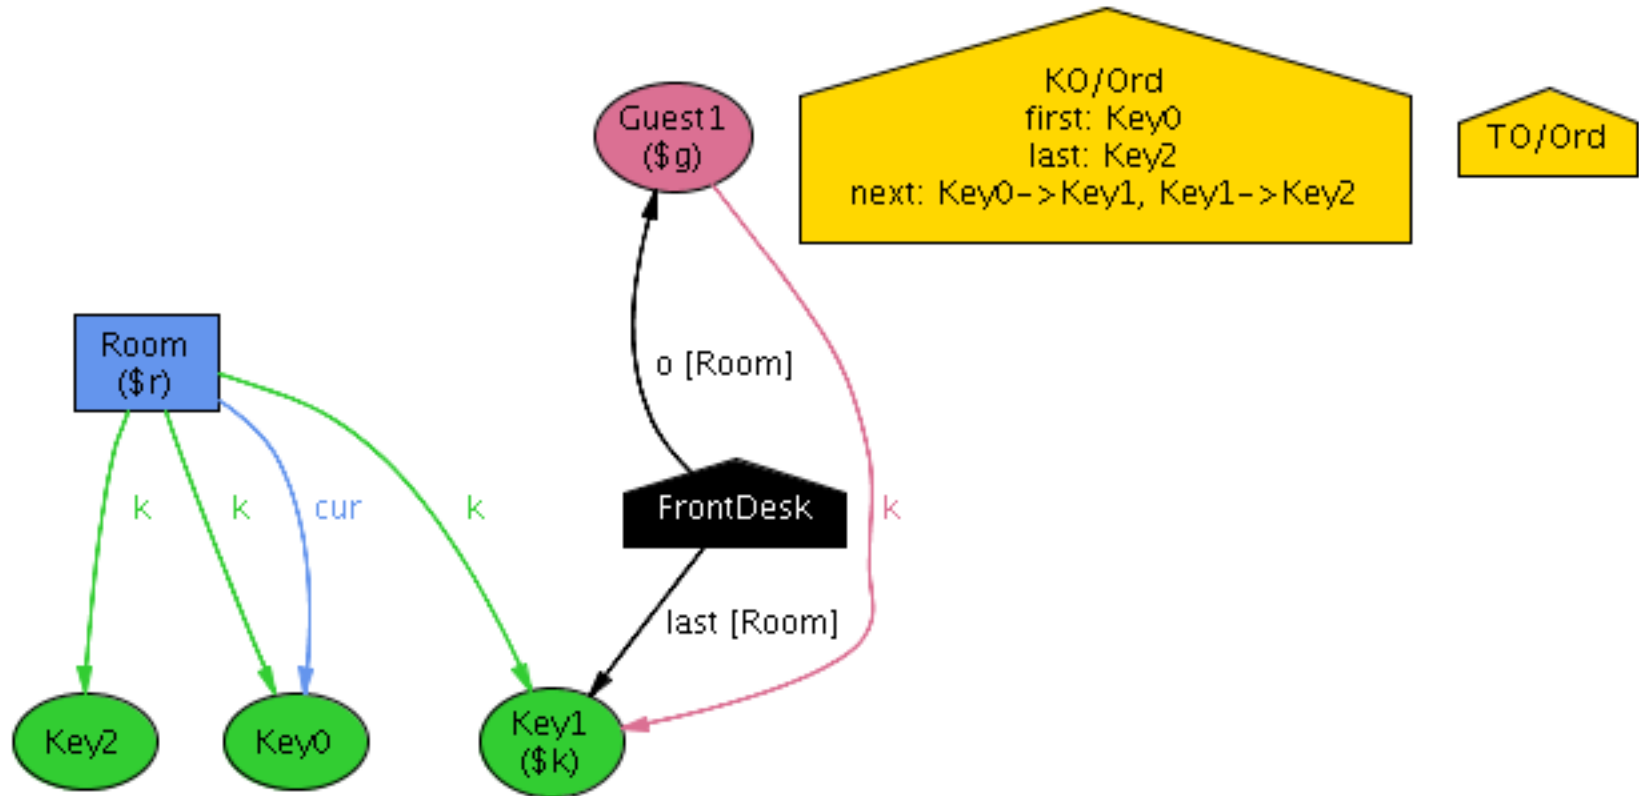 Guest1
($g)
KO/Ord
first: Key0
last: Key2
next: Key0->Key1, Key1->Key2
TO/Ord
Room
($r)
o [Room]
k
k
cur
k
FrontDesk
k
last [Room]
Key2
Key0
Key1
($k)